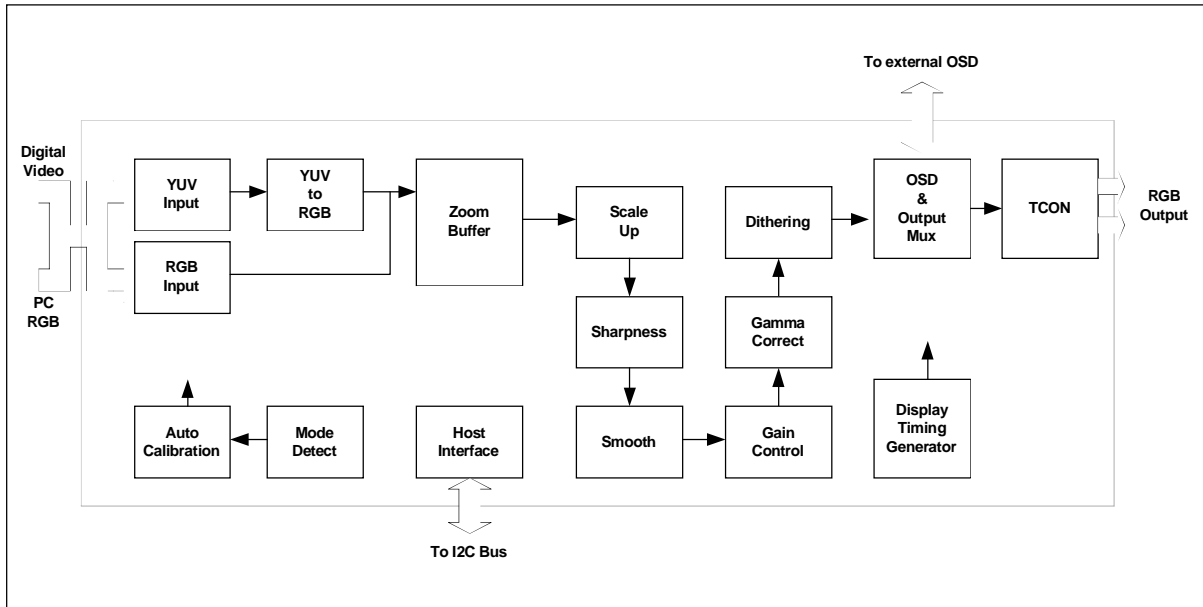 To external OSD
Digital
Video
YUV
Input
YUV
to
RGB
Zoom
Buffer
Scale
Up
Dithering
OSD
&
Output
Mux
TCON
RGB
Output
RGB
Input
PC
RGB
Sharpness
Gamma
Correct
Auto
Calibration
Mode
Detect
Host
Interface
Smooth
Gain
Control
Display
Timing
Generator
To I2C Bus